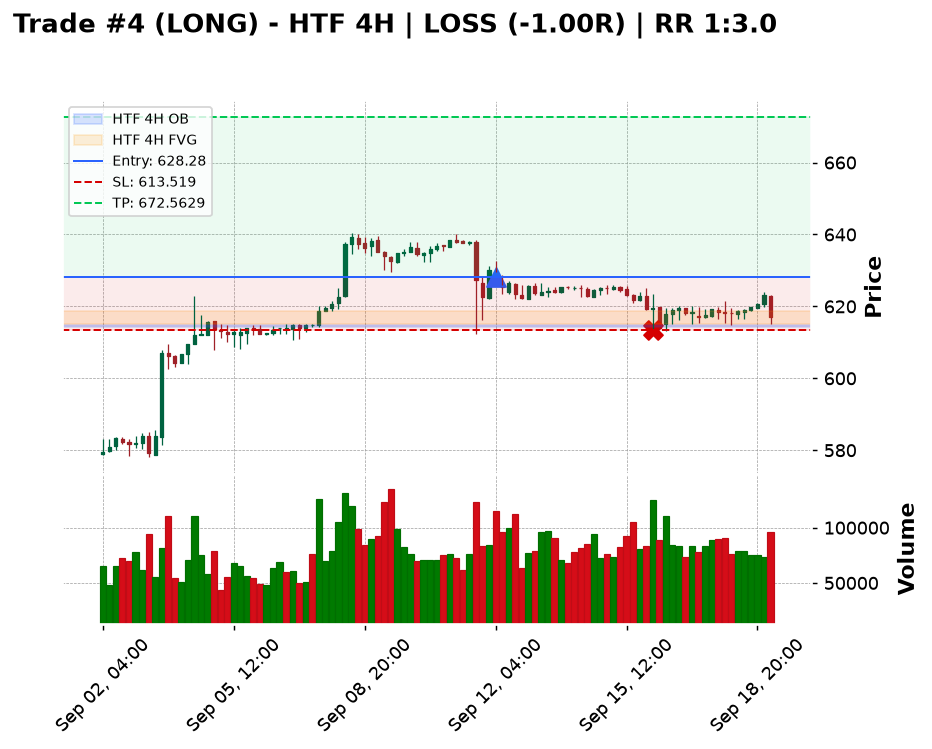 Trade #4 (LONG) - HTF 4H | LOSS (-1.00R) | RR 1:3.0
HTF 4H OB
HTF 4H FVG
Entry: 628.28
SL: 613.519
TP: 672.5629
660
640
620
600
580
Price
100000
50000
Volume
Sep 02, 04:00
Sep 05, 12:00
Sep 08, 20:00
Sep 12, 04:00
Sep 15, 12:00
Sep 18, 20:00